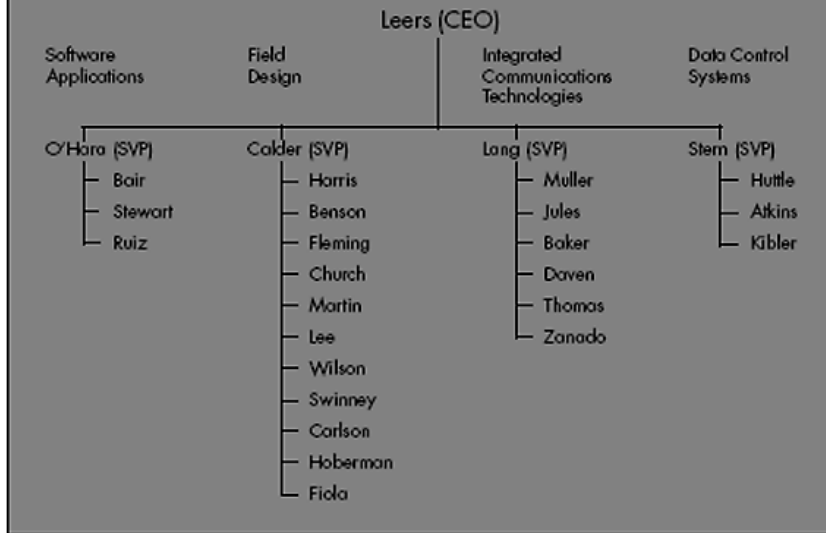 Leers (CEO)
Software
Applications
Field
Design
Integrated
Communications
Technologies
Data Control
Systems
O'Hara (SVP)
Bair
Stewart
Ruiz
Calder (SVP)
Harris
Benson
Fleming
Church
Martin
Lee
Wilson
Swinney
Carlson
Hoberman
Fiola
Lang (SVP)
Muller
Jules
Baker
Daven
Thomas
Zanado
Stern (SVP)
Huttle
Atkins
Kibler